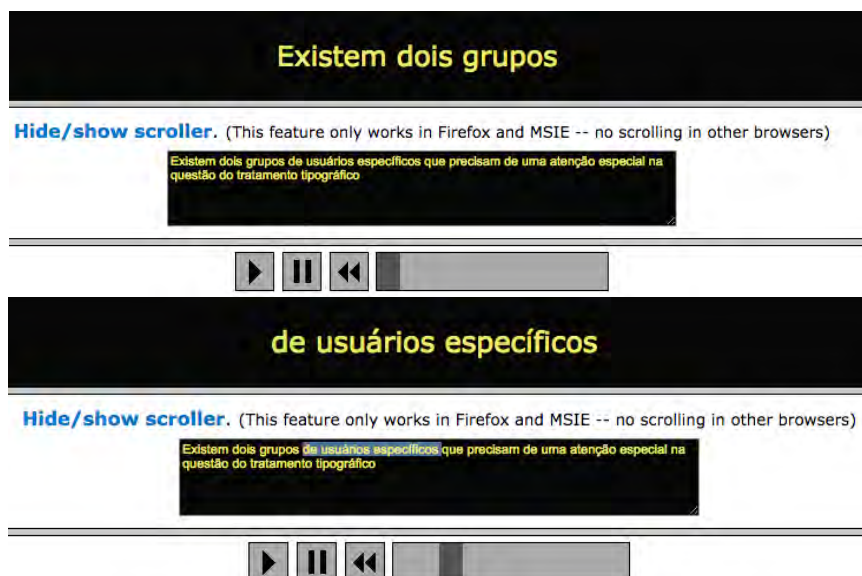 Existem dois grupos
Hide/show scroller. (This feature only works in Firefox and MSIE -- no scrolling in other browsers)
Existem dois grupos de usuários específicos que precisam de uma atenção especial na
questão do tratamento tipográfico
de usuários específicos
Hide/show scroller. (This feature only works in Firefox and MSIE -- no scrolling in other browsers)
Existem dois grupos de usuários específicos que precisam de uma atenção especial na
questão do tratamento tipográfico